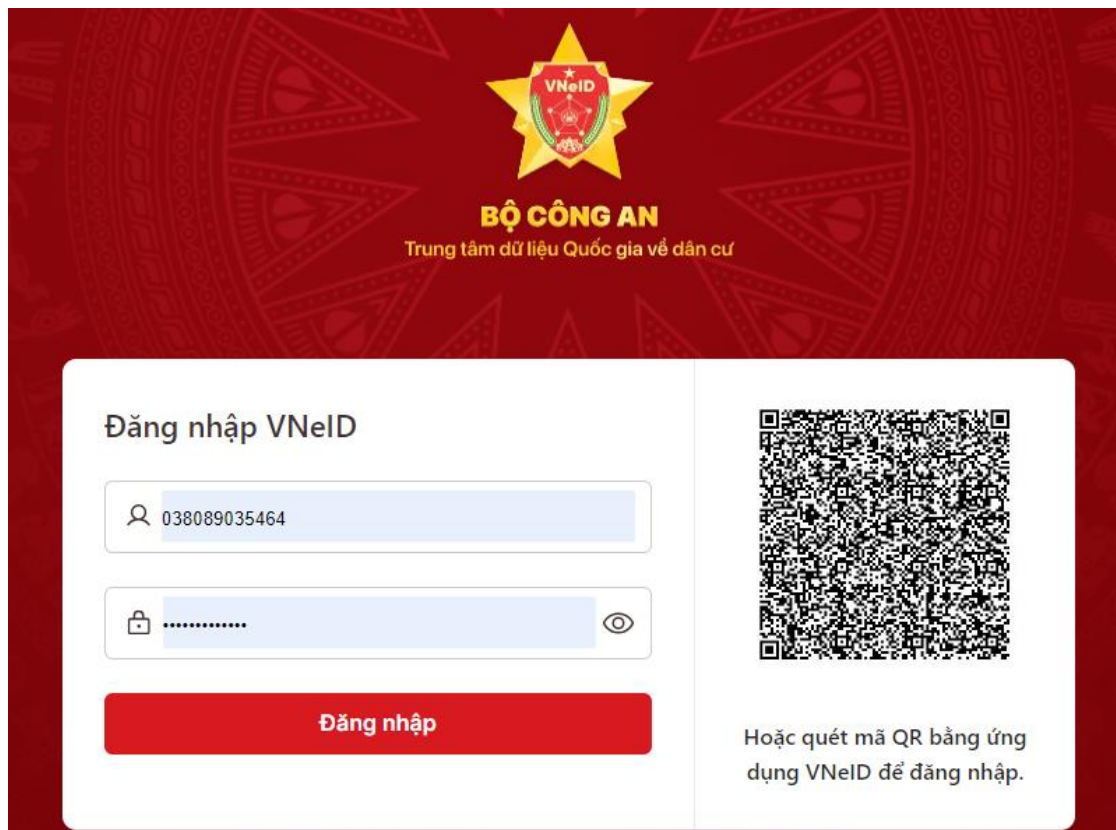 VNeID
BỘ CÔNG AN
Trung tâm dữ liệu Quốc gia về dân cư
Đăng nhập VNeID
038089035464
•••••••••••••
Đăng nhập
Hoặc quét mã QR bằng ứng
dụng VNeID để đăng nhập.